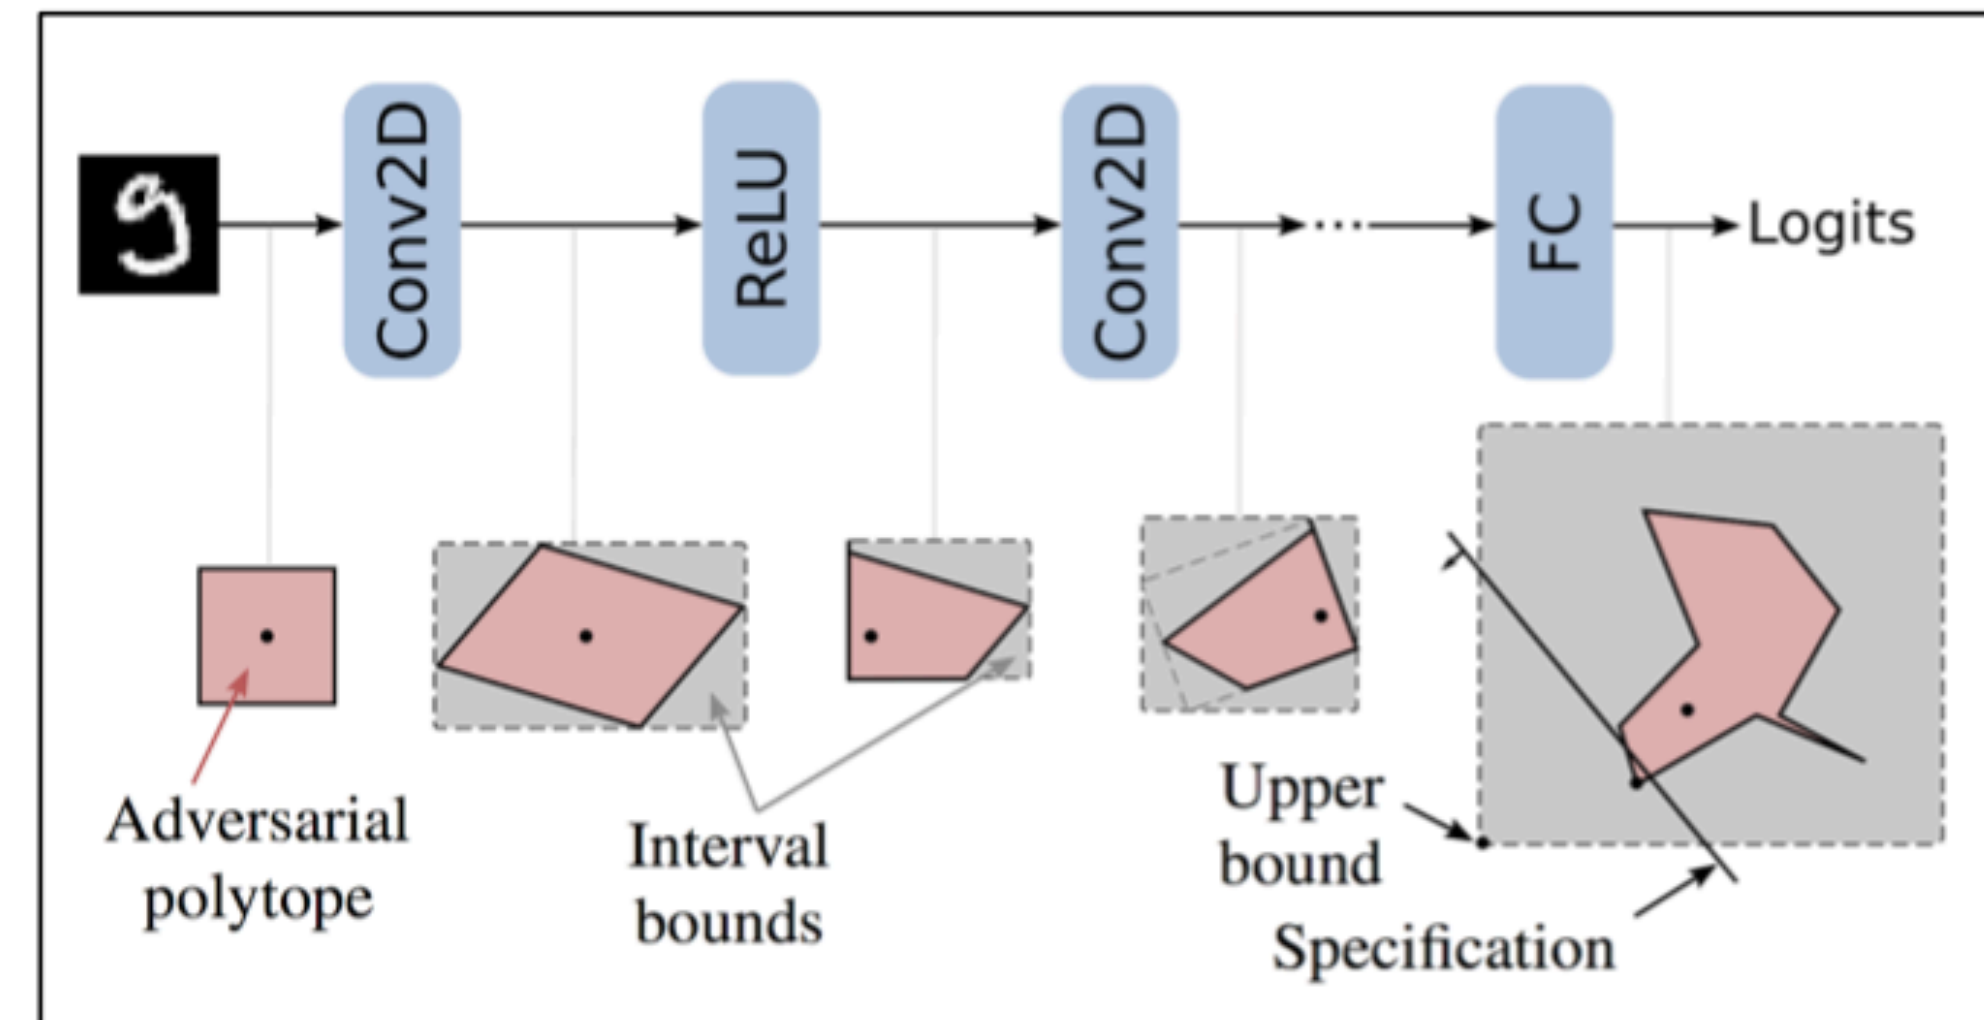 Conv2D
ReLU
Conv2D
...
FC
Logits
Adversarial
polytope
Interval
bounds
Upper
bound
Specification